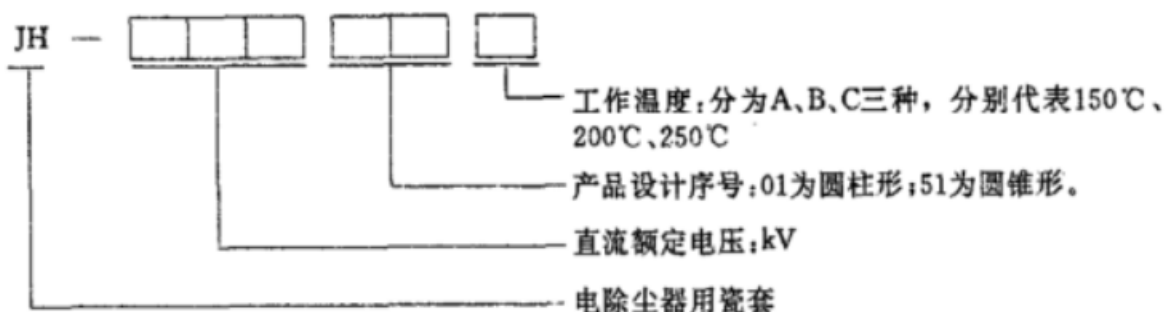 JH —
工作温度:分为A、B、C三种，分别代表150℃、
200℃、250℃
产品设计序号:01为圆柱形;51为圆锥形。
直流额定电压:kV
电除尘器用瓷套